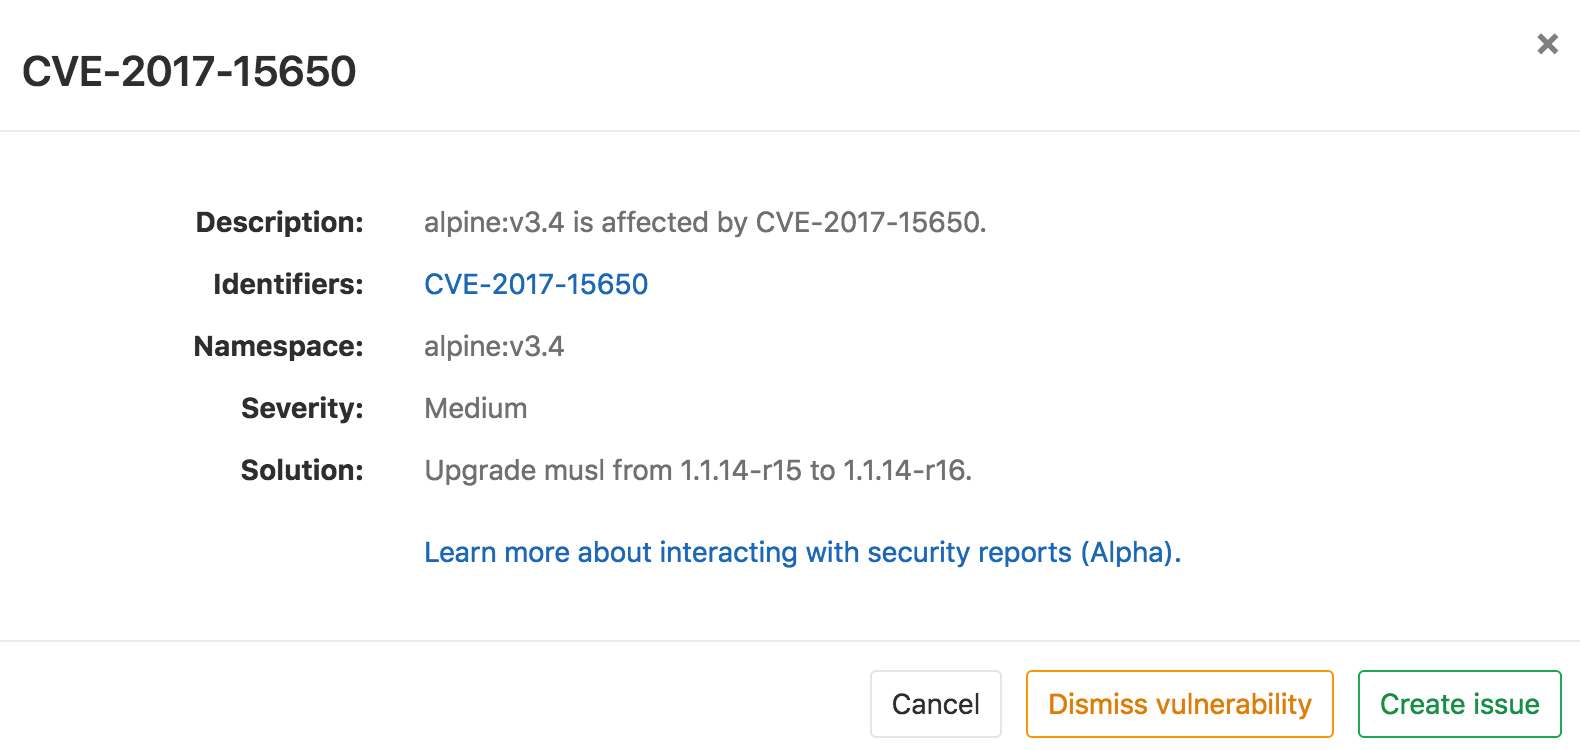 CVE-2017-15650
Description: alpine:v3.4 is affected by CVE-2017-15650.
Identifiers: CVE-2017-15650
Namespace: alpine:v3.4
Severity: Medium
Solution: Upgrade musl from 1.1.14-r15 to 1.1.14-r16.
Learn more about interacting with security reports (Alpha).
Cancel Dismiss vulnerability Create issue